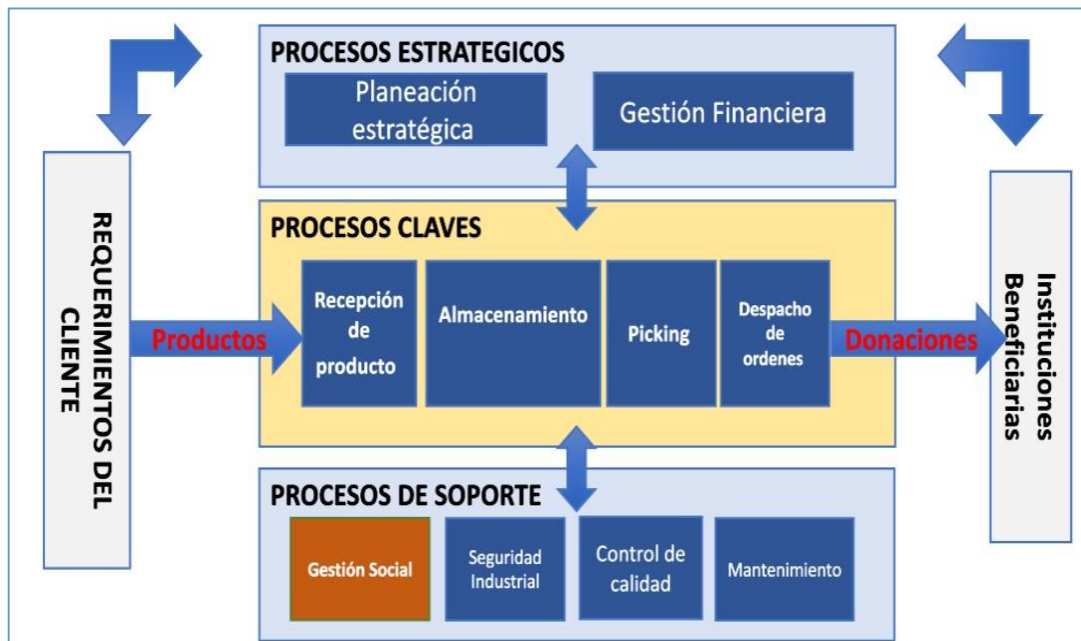 PROCESOS ESTRATEGICOS
Planeación
estratégica
Gestión Financiera
REQUERIMIENTOS DEL
CLIENTE
Productos
PROCESOS CLAVES
Recepción
de
producto
Almacenamiento
Picking
Despacho
de
ordenes
Donaciones
Instituciones
Beneficiarias
PROCESOS DE SOPORTE
Gestión Social
Seguridad
Industrial
Control de
calidad
Mantenimiento